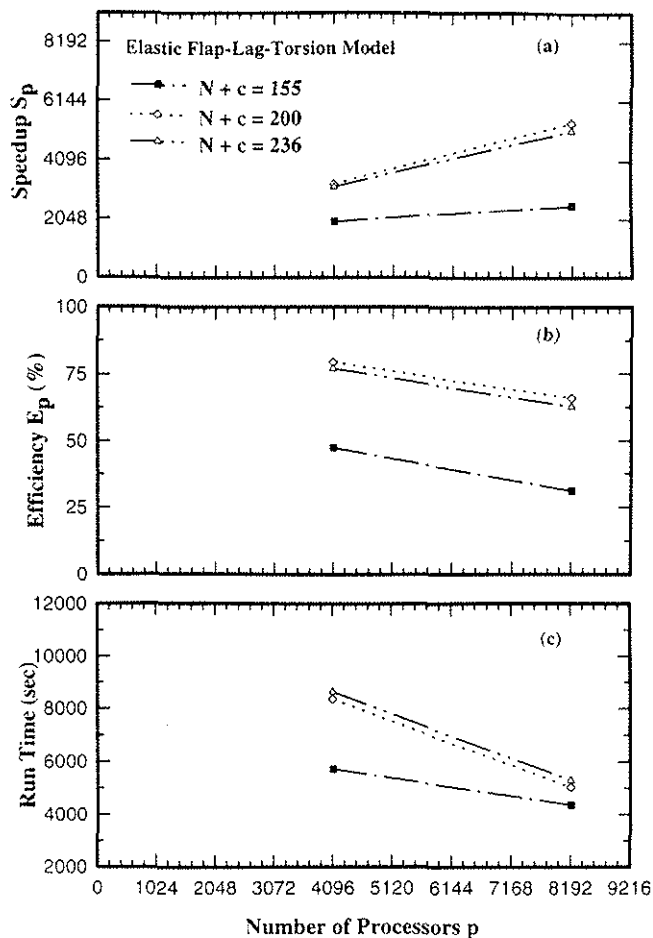 8192
6144
4096
2048
0
Speedup Sp
Elastic Flap-Lag-Torsion Model
(a)
N + c = 155
N + c = 200
N + c = 236
100
75
50
25
0
Efficiency Ep (%)
(b)
12000
10000
8000
6000
4000
2000
Run Time (sec)
(c)
0 1024 2048 3072 4096 5120 6144 7168 8192 9216
Number of Processors p